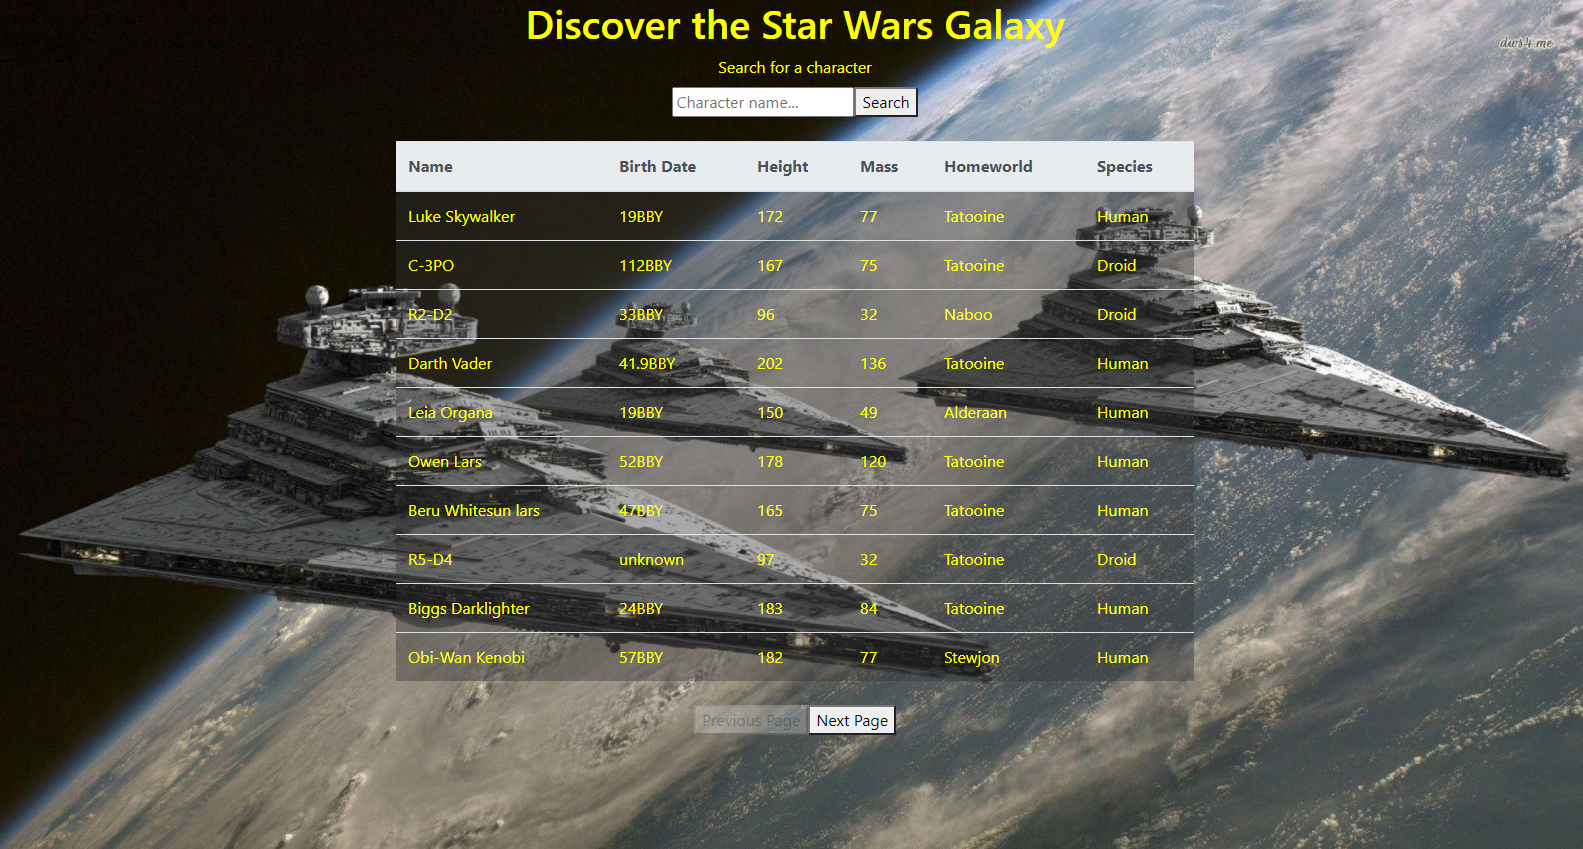 Discover the Star Wars Galaxy
dws4.me
Search for a character
Character name... Search
Name Birth Date Height Mass Homeworld Species
Luke Skywalker 19BBY 172 77 Tatooine Human
C-3PO 112BBY 167 75 Tatooine Droid
R2-D2 33BBY 96 32 Naboo Droid
Darth Vader 41.9BBY 202 136 Tatooine Human
Leia Organa 19BBY 150 49 Alderaan Human
Owen Lars 52BBY 178 120 Tatooine Human
Beru Whitesun lars 47BBY 165 75 Tatooine Human
R5-D4 unknown 97 32 Tatooine Droid
Biggs Darklighter 24BBY 183 84 Tatooine Human
Obi-Wan Kenobi 57BBY 182 77 Stewjon Human
Previous Page Next Page